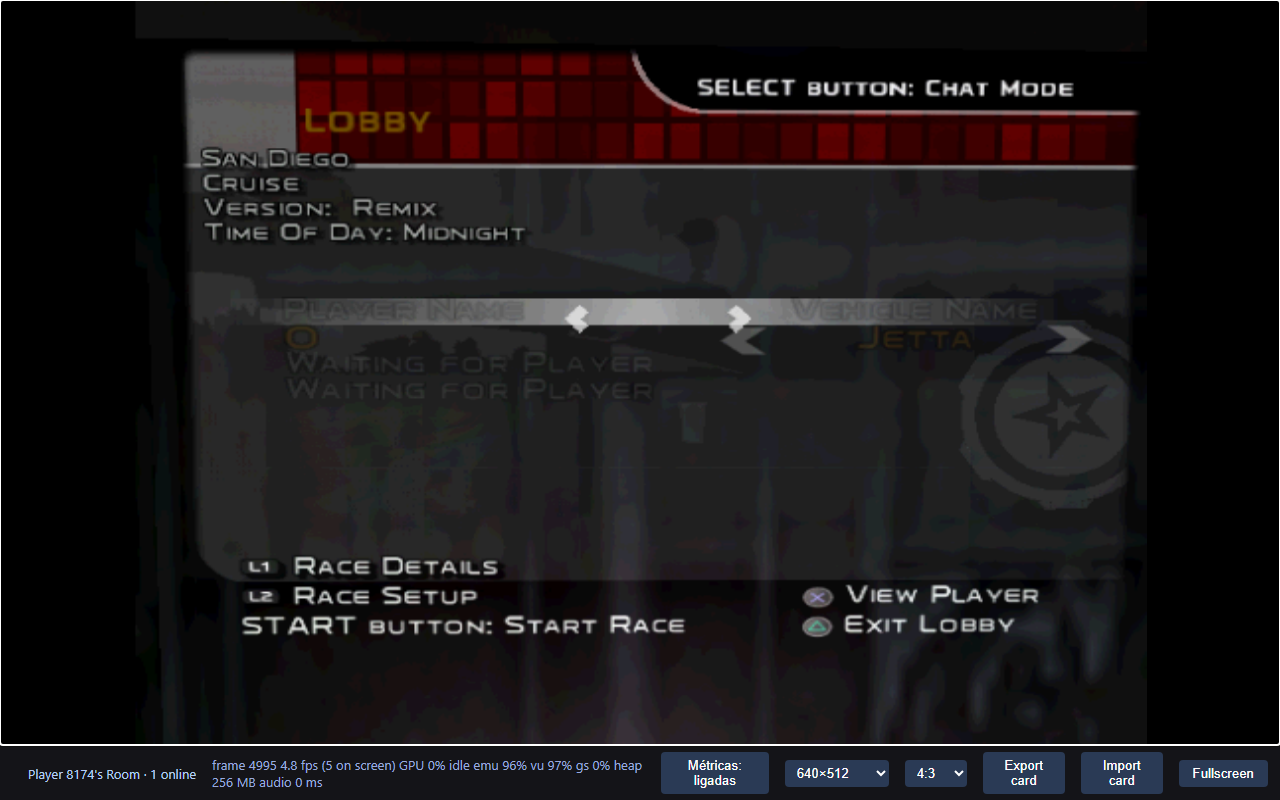 SELECT BUTTON: CHAT MODE
LOBBY
SAN DIEGO
CRUISE
VERSION: REMIX
TIME OF DAY: MIDNIGHT
PLAYER NAME VEHICLE NAME
O JETTA
WAITING FOR PLAYER
WAITING FOR PLAYER
L1 RACE DETAILS
L2 RACE SETUP
START BUTTON: START RACE
VIEW PLAYER
EXIT LOBBY
Player 8174's Room · 1 online
frame 4995 4.8 fps (5 on screen) GPU 0% idle emu 96% vu 97% gs 0% heap
256 MB audio 0 ms
Métricas:
ligadas
640×512
4:3
Export
card
Import
card
Fullscreen